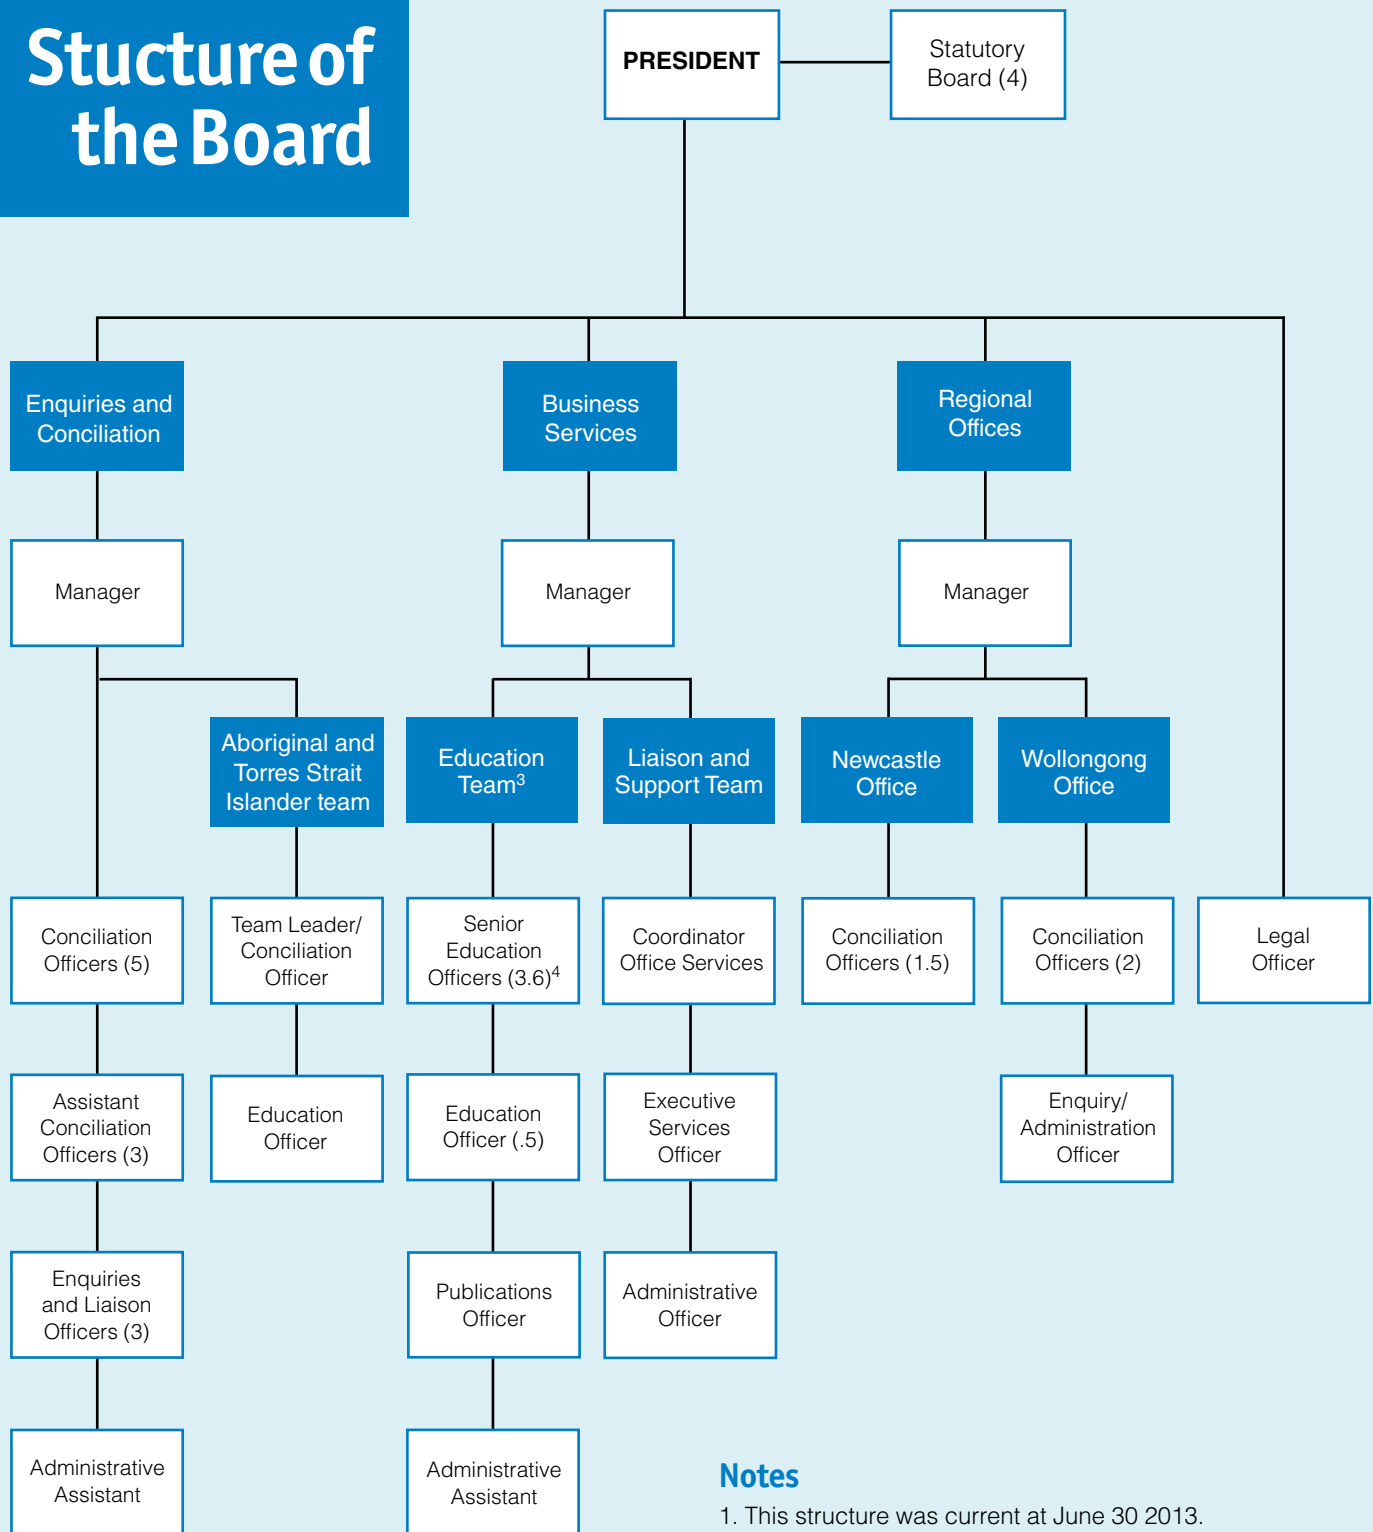 Stucture of
the Board
PRESIDENT
Statutory
Board (4)
Enquiries and
Conciliation
Business
Services
Regional
Offices
Manager
Manager
Manager
Aboriginal and
Torres Strait
Islander team
Education
Team3
Liaison and
Support Team
Newcastle
Office
Wollongong
Office
Conciliation
Officers (5)
Team Leader/
Conciliation
Officer
Senior
Education
Officers (3.6)4
Coordinator
Office Services
Conciliation
Officers (1.5)
Conciliation
Officers (2)
Legal
Officer
Assistant
Conciliation
Officers (3)
Education
Officer
Education
Officer (.5)
Executive
Services
Officer
Enquiry/
Administration
Officer
Enquiries
and Liaison
Officers (3)
Publications
Officer
Administrative
Officer
Administrative
Assistant
Administrative
Assistant
Notes
1. This structure was current at June 30 2013.